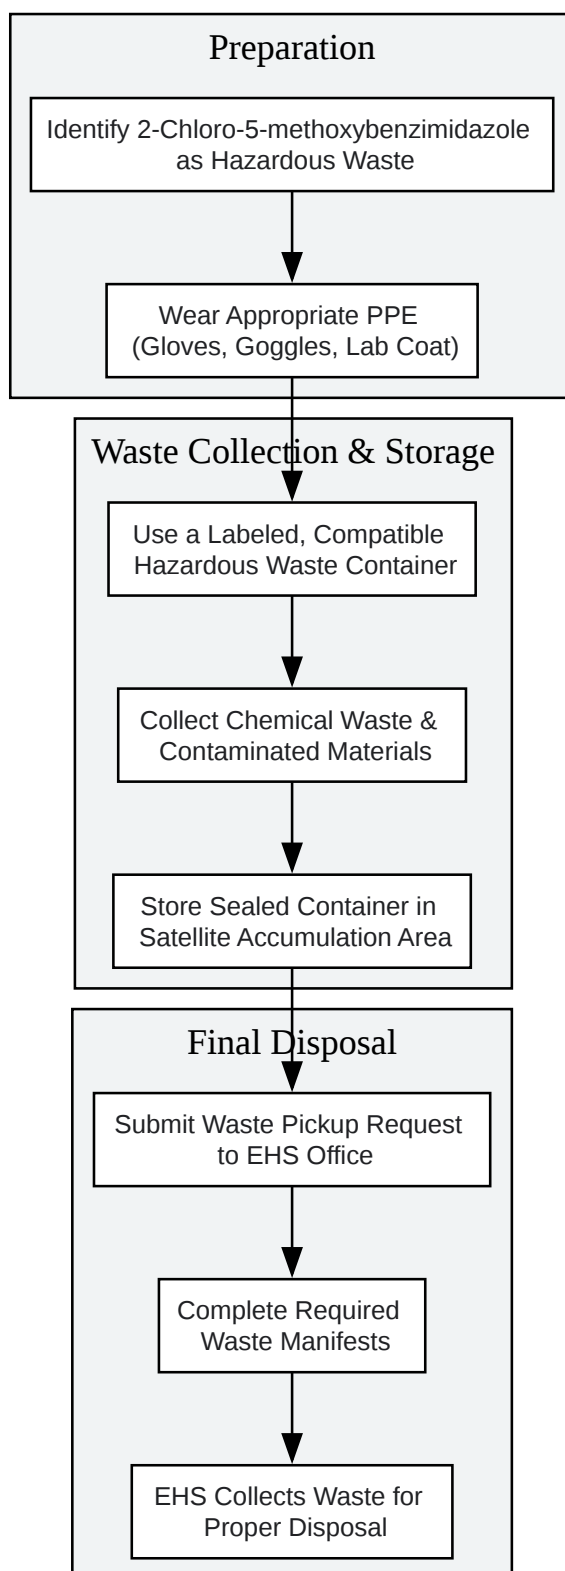 Preparation
Identify 2-Chloro-5-methoxybenzimidazole
as Hazardous Waste
Wear Appropriate PPE
(Gloves, Goggles, Lab Coat)
Waste Collection & Storage
Use a Labeled, Compatible
Hazardous Waste Container
Collect Chemical Waste &
Contaminated Materials
Store Sealed Container in
Satellite Accumulation Area
Final Disposal
Submit Waste Pickup Request
to EHS Office
Complete Required
Waste Manifests
EHS Collects Waste for
Proper Disposal